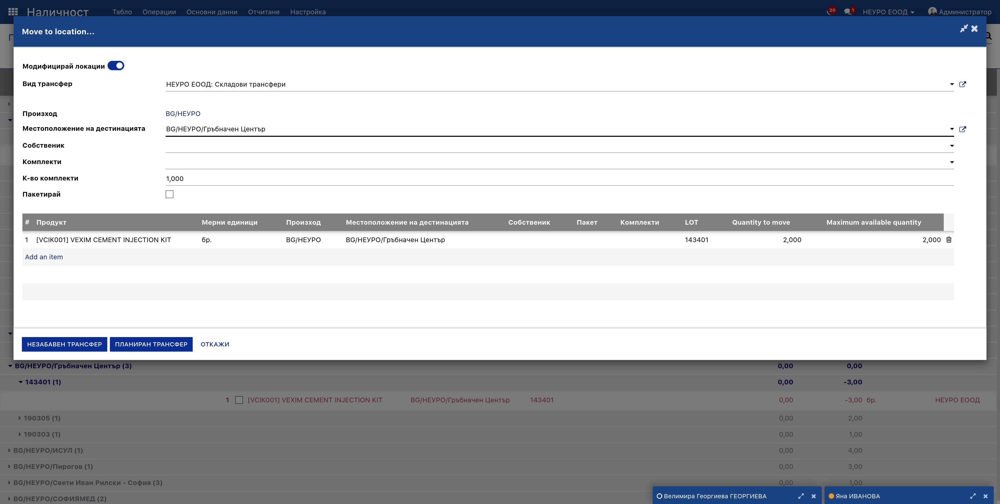 Наличност Табло Операции Основни данни Отчитане Настройка 20 1 НЕУРО ЕООД Администратор
Move to location...
Модифицирай локации
Вид трансфер НЕУРО ЕООД: Складови трансфери
Произход BG/НЕУРО
Местоположение на дестинацията BG/НЕУРО/Гръбначен Център
Собственик
Комплекти
К-во комплекти 1,000
Пакетирай
# Продукт Мерни единици Произход Местоположение на дестинацията Собственик Пакет Комплекти LOT Quantity to move Maximum available quantity
1 [VCIK001] VEXIM CEMENT INJECTION KIT бр. BG/НЕУРО BG/НЕУРО/Гръбначен Център 143401 2,000 2,000
Add an item
НЕЗАБАВЕН ТРАНСФЕР ПЛАНИРАН ТРАНСФЕР ОТКАЖИ
BG/НЕУРО/Гръбначен Център (3) 0,00 0,00
143401 (1) 0,00 -3,00
1 [VCIK001] VEXIM CEMENT INJECTION KIT BG/НЕУРО/Гръбначен Център 143401 0,00 -3,00 бр. НЕУРО ЕООД
190305 (1) 0,00 2,00
190303 (1) 0,00 1,00
BG/НЕУРО/ИСУЛ (1) 0,00 4,00
BG/НЕУРО/Пирогов (1) 0,00 3,00
BG/НЕУРО/Свети Иван Рилски - София (3) 0,00 1,00
BG/НЕУРО/СОФИЯМЕД (2)
Велимира Георгиева ГЕОРГИЕВА Яна ИВАНОВА